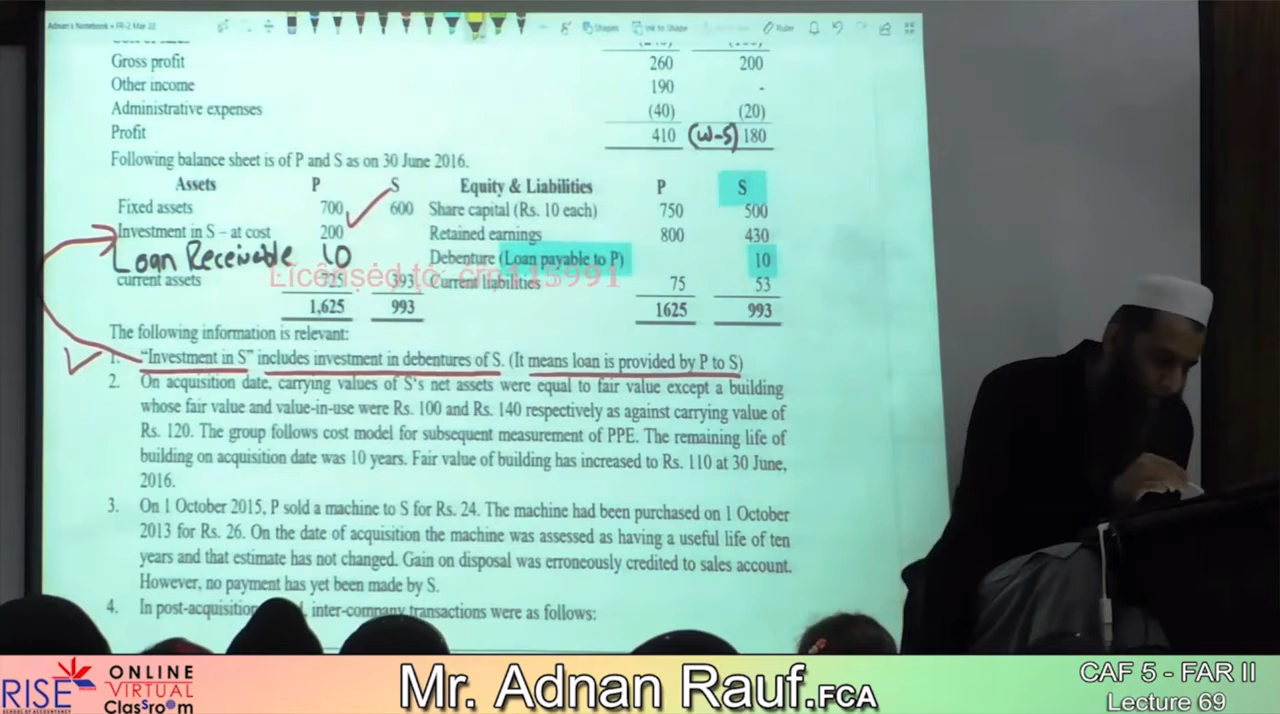 Adnan's Notebook • FR-2 Mar 22
Shapes Ink to Shape Ruler
Gross profit 260 200
Other income 190 -
Administrative expenses (40) (20)
Profit 410 (W-5) 180
Following balance sheet is of P and S as on 30 June 2016.
Assets P S Equity & Liabilities P S
Fixed assets 700 600 Share capital (Rs. 10 each) 750 500
Investment in S – at cost 200 Retained earnings 800 430
Loan Receivable 10 Debenture (Loan payable to P) 10
Licensed to: crn115991
current assets 725 393 Current liabilities 75 53
1,625 993 1625 993
The following information is relevant:
1. "Investment in S" includes investment in debentures of S. (It means loan is provided by P to S)
2. On acquisition date, carrying values of S's net assets were equal to fair value except a building
whose fair value and value-in-use were Rs. 100 and Rs. 140 respectively as against carrying value of
Rs. 120. The group follows cost model for subsequent measurement of PPE. The remaining life of
building on acquisition date was 10 years. Fair value of building has increased to Rs. 110 at 30 June,
2016.
3. On 1 October 2015, P sold a machine to S for Rs. 24. The machine had been purchased on 1 October
2013 for Rs. 26. On the date of acquisition the machine was assessed as having a useful life of ten
years and that estimate has not changed. Gain on disposal was erroneously credited to sales account.
However, no payment has yet been made by S.
4. In post-acquisition inter-company transactions were as follows:
RISE
ONLINE
VIRTUAL
Classroom
Mr. Adnan Rauf.FCA
CAF 5 - FAR II
Lecture 69